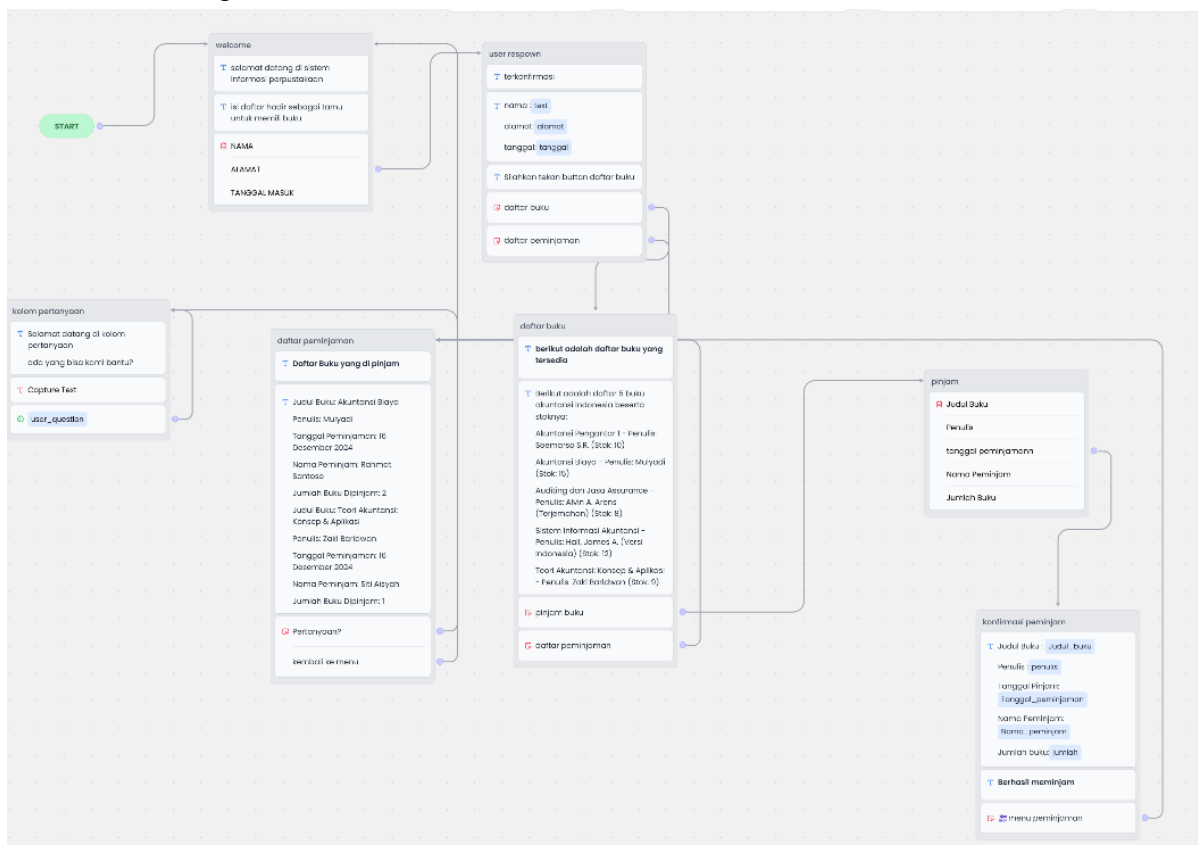 START
welcome
selamat datang di sistem
Informasi perpustakaan
isi daftar hadir sebagai tamu
untuk memili buku
NAMA
ALAMAT
TANGGAL MASUK
user respown
terkonfirmasi
nama : text
alamat: alamat
tanggal: tanggal
Silahkan tekan button daftar buku
daftar buku
daftar peminjaman
kolom pertanyaan
Selamat datang di kolom
pertanyaan
ada yang bisa kami bantu?
Capture Text
user_question
daftar peminjaman
Daftar Buku yang di pinjam
Judul Buku: Akuntansi Biaya
Penulis: Mulyadi
Tanggal Peminjaman: 16
Desember 2024
Nama Peminjam: Rahmat
Santoso
Jumlah Buku Dipinjam: 2
Judul Buku: Teori Akuntansi:
Konsep & Aplikasi
Penulis: Zaki Baridwan
Tanggal Peminjaman: 16
Desember 2024
Nama Peminjam: Siti Aisyah
Jumlah Buku Dipinjam: 1
Pertanyaan?
kembali ke menu
daftar buku
berikut adalah daftar buku yang
tersedia
Berikut adalah daftar 5 buku
akuntansi Indonesia beserta
stoknya:
Akuntansi Pengantar 1 - Penulis:
Soemarso S.R. (Stok: 10)
Akuntansi Biaya - Penulis: Mulyadi
(Stok: 15)
Auditing dan Jasa Assurance -
Penulis: Alvin A. Arens
(Terjemahan) (Stok: 8)
Sistem Informasi Akuntansi -
Penulis: Hall, James A. (Versi
Indonesia) (Stok: 12)
Teori Akuntansi: Konsep & Aplikasi
- Penulis: Zaki Baridwan (Stok: 9)
pinjam buku
daftar peminjaman
pinjam
Judul Buku
Penulis
tanggal peminjamann
Nama Peminjam
Jumlah Buku
konfirmasi peminjam
Judul Buku : Judul_buku
Penulis : penulis
Tanggal Pinjam:
Tanggal_peminjaman
Nama Peminjam:
Nama_peminjam
Jumlah buku: jumlah
Berhasil meminjam
menu peminjaman